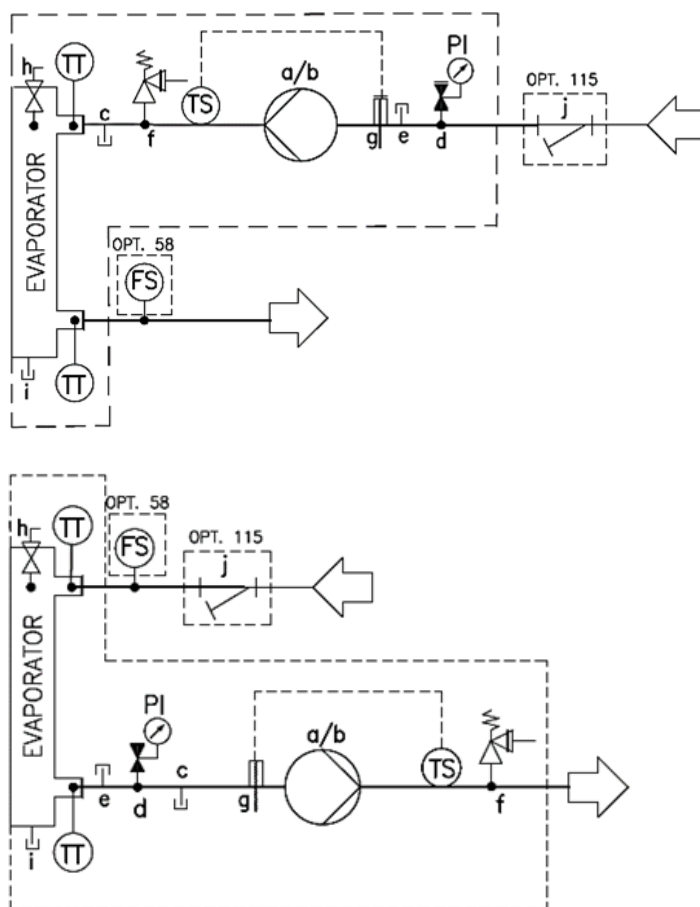 h
TT
PI
a/b
OPT. 115
j
c
TS
f
g
e
d
EVAPORATOR
OPT. 58
FS
i
TT
h
TT
OPT. 58
FS
OPT. 115
j
EVAPORATOR
PI
a/b
c
TS
e
d
g
f
i
TT